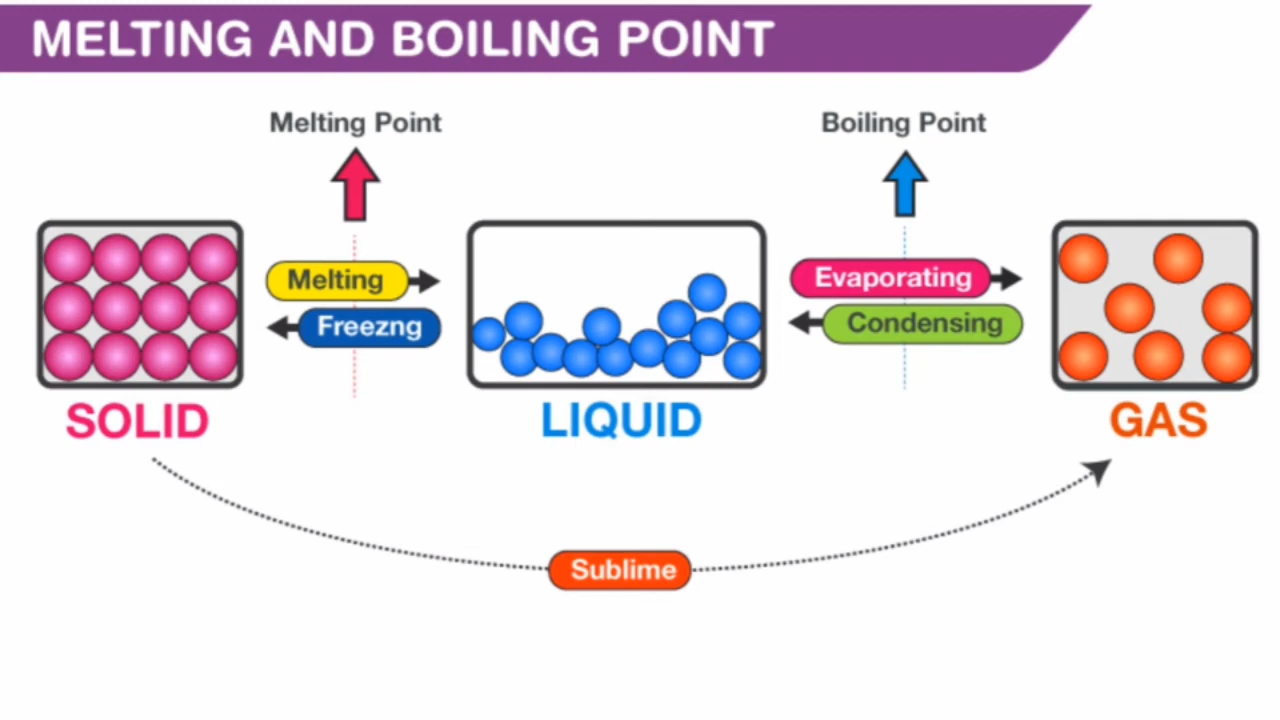 MELTING AND BOILING POINT
Melting Point
Boiling Point
Melting
Freezng
Evaporating
Condensing
SOLID
LIQUID
GAS
Sublime